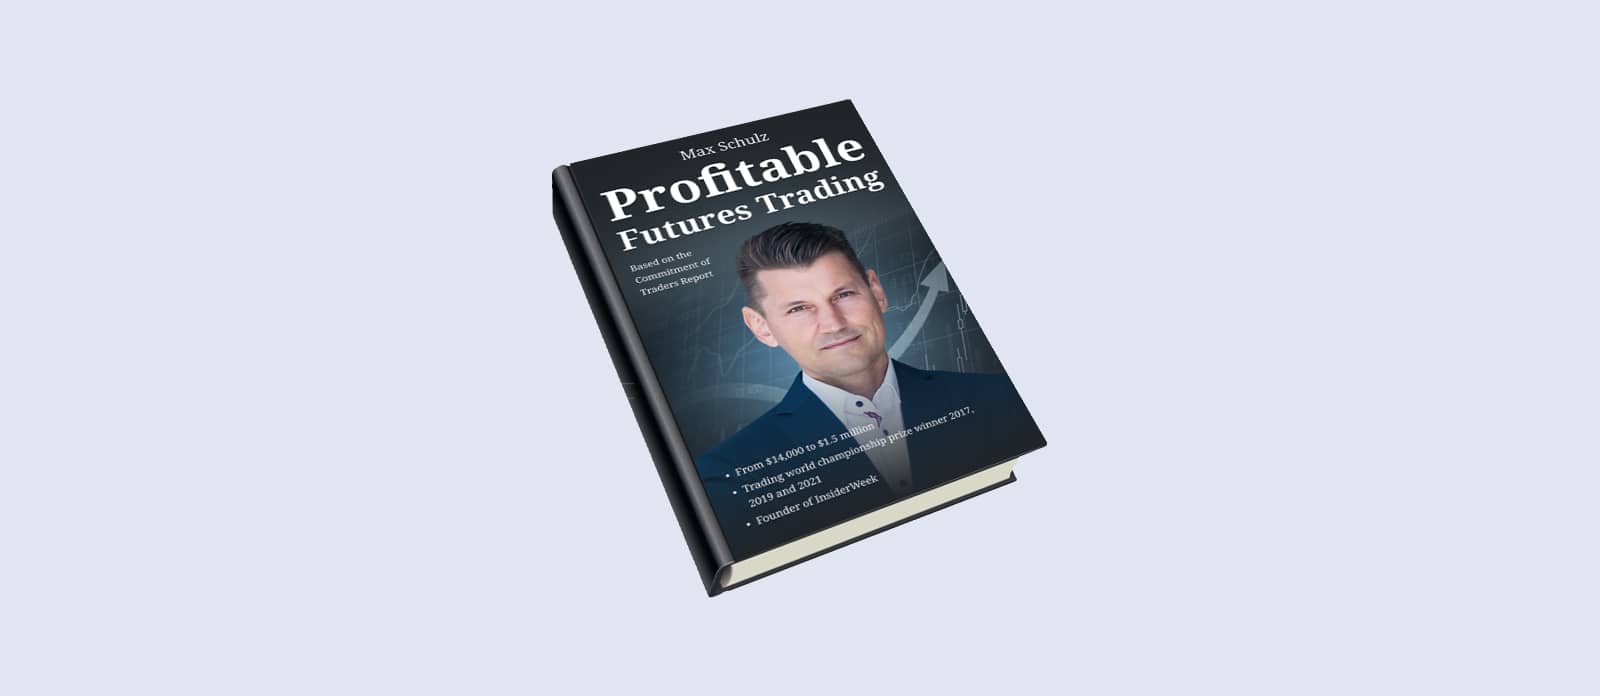 Max Schulz
Profitable
Futures Trading
Based on the
Commitment of
Traders Report
• From $14,000 to $1.5 million
• Trading world championship prize winner 2017,
2019 and 2021
• Founder of InsiderWeek